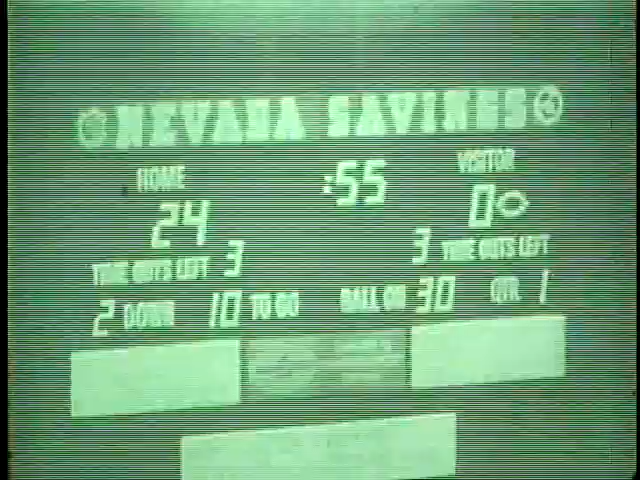 NEVADA SAVINGS
HOME :55 VISITOR
24 0
TIME OUTS LEFT 3 3 TIME OUTS LEFT
2 DOWN 10 TO GO BALL ON 30 QTR 1